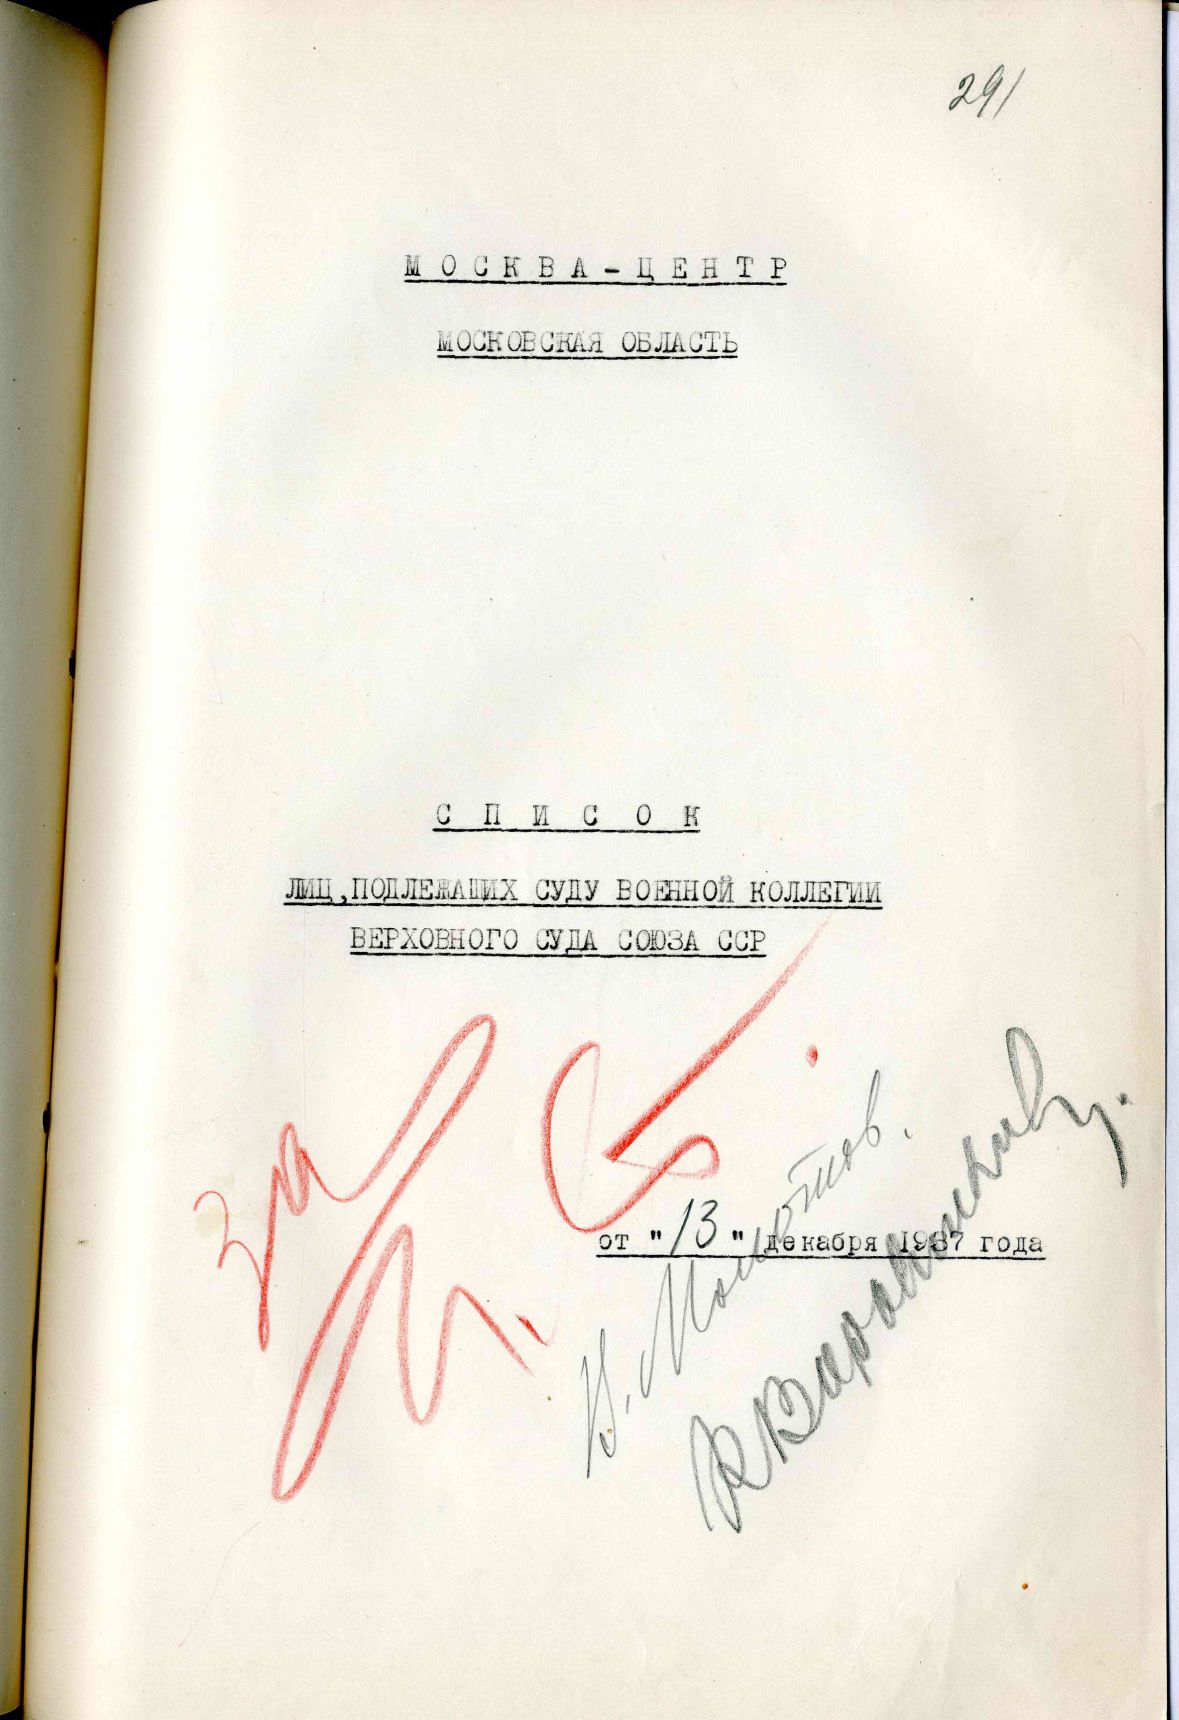 291
МОСКВА-ЦЕНТР
МОСКОВСКАЯ ОБЛАСТЬ
СПИСОК
ЛИЦ,ПОДЛЕЖАЩИХ СУДУ ВОЕННОЙ КОЛЛЕГИИ
ВЕРХОВНОГО СУДА СОЮЗА ССР
за
И. Ст.
от "13" декабря 1937 года
В. Молотов.
К Ворошилов.